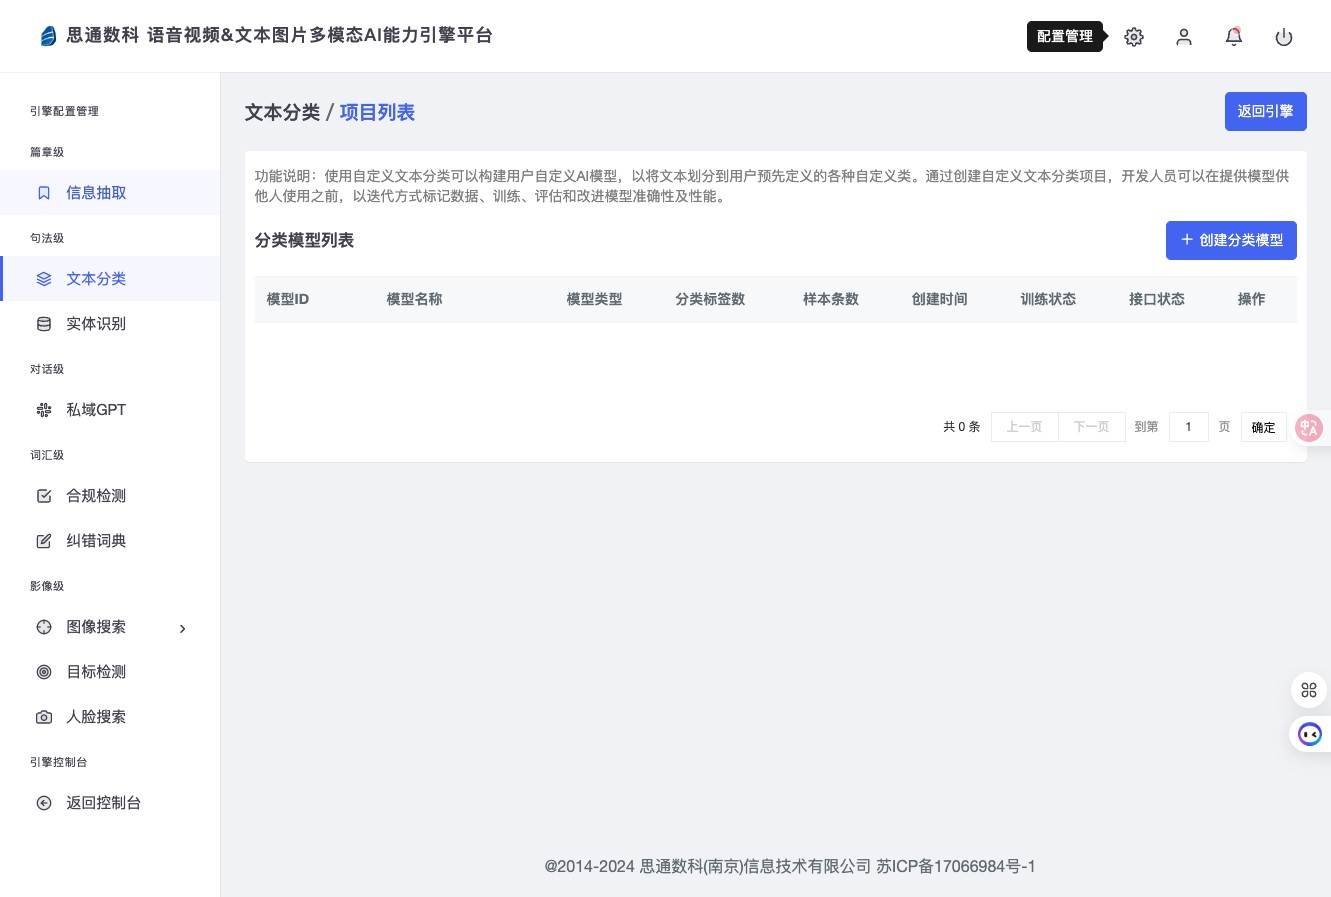 思通数科 语音视频&文本图片多模态AI能力引擎平台
配置管理
引擎配置管理
篇章级
信息抽取
句法级
文本分类
实体识别
对话级
私域GPT
词汇级
合规检测
纠错词典
影像级
图像搜索
目标检测
人脸搜索
引擎控制台
返回控制台
文本分类 / 项目列表
返回引擎
功能说明：使用自定义文本分类可以构建用户自定义AI模型，以将文本划分到用户预先定义的各种自定义类。通过创建自定义文本分类项目，开发人员可以在提供模型供
他人使用之前，以迭代方式标记数据、训练、评估和改进模型准确性及性能。
分类模型列表
创建分类模型
模型ID 模型名称 模型类型 分类标签数 样本条数 创建时间 训练状态 接口状态 操作
共 0 条 上一页 下一页 到第 1 页 确定
中 A
@2014-2024 思通数科(南京)信息技术有限公司 苏ICP备17066984号-1